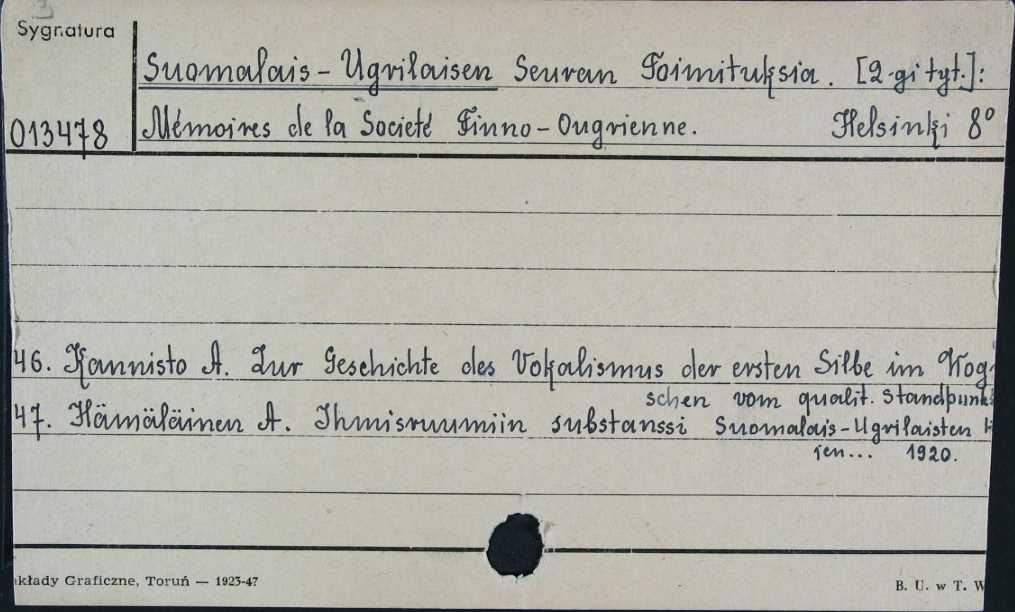 Sygnatura
Suomalais-Ugrilaisen Seuran Toimituksia. [2-gi tyt.]:
013478 Mémoires de la Societé Finno-Ougrienne. Helsinki 8°
46. Kannisto A. Zur Geschichte des Vokalismus der ersten Silbe im Wog-
schen vom qualit. Standpunk
47. Hämäläinen A. Ihmisruumiin substanssi Suomalais-Ugrilaisten
jen... 1920.
kłady Graficzne, Toruń — 1923-47
B. U. w T. W